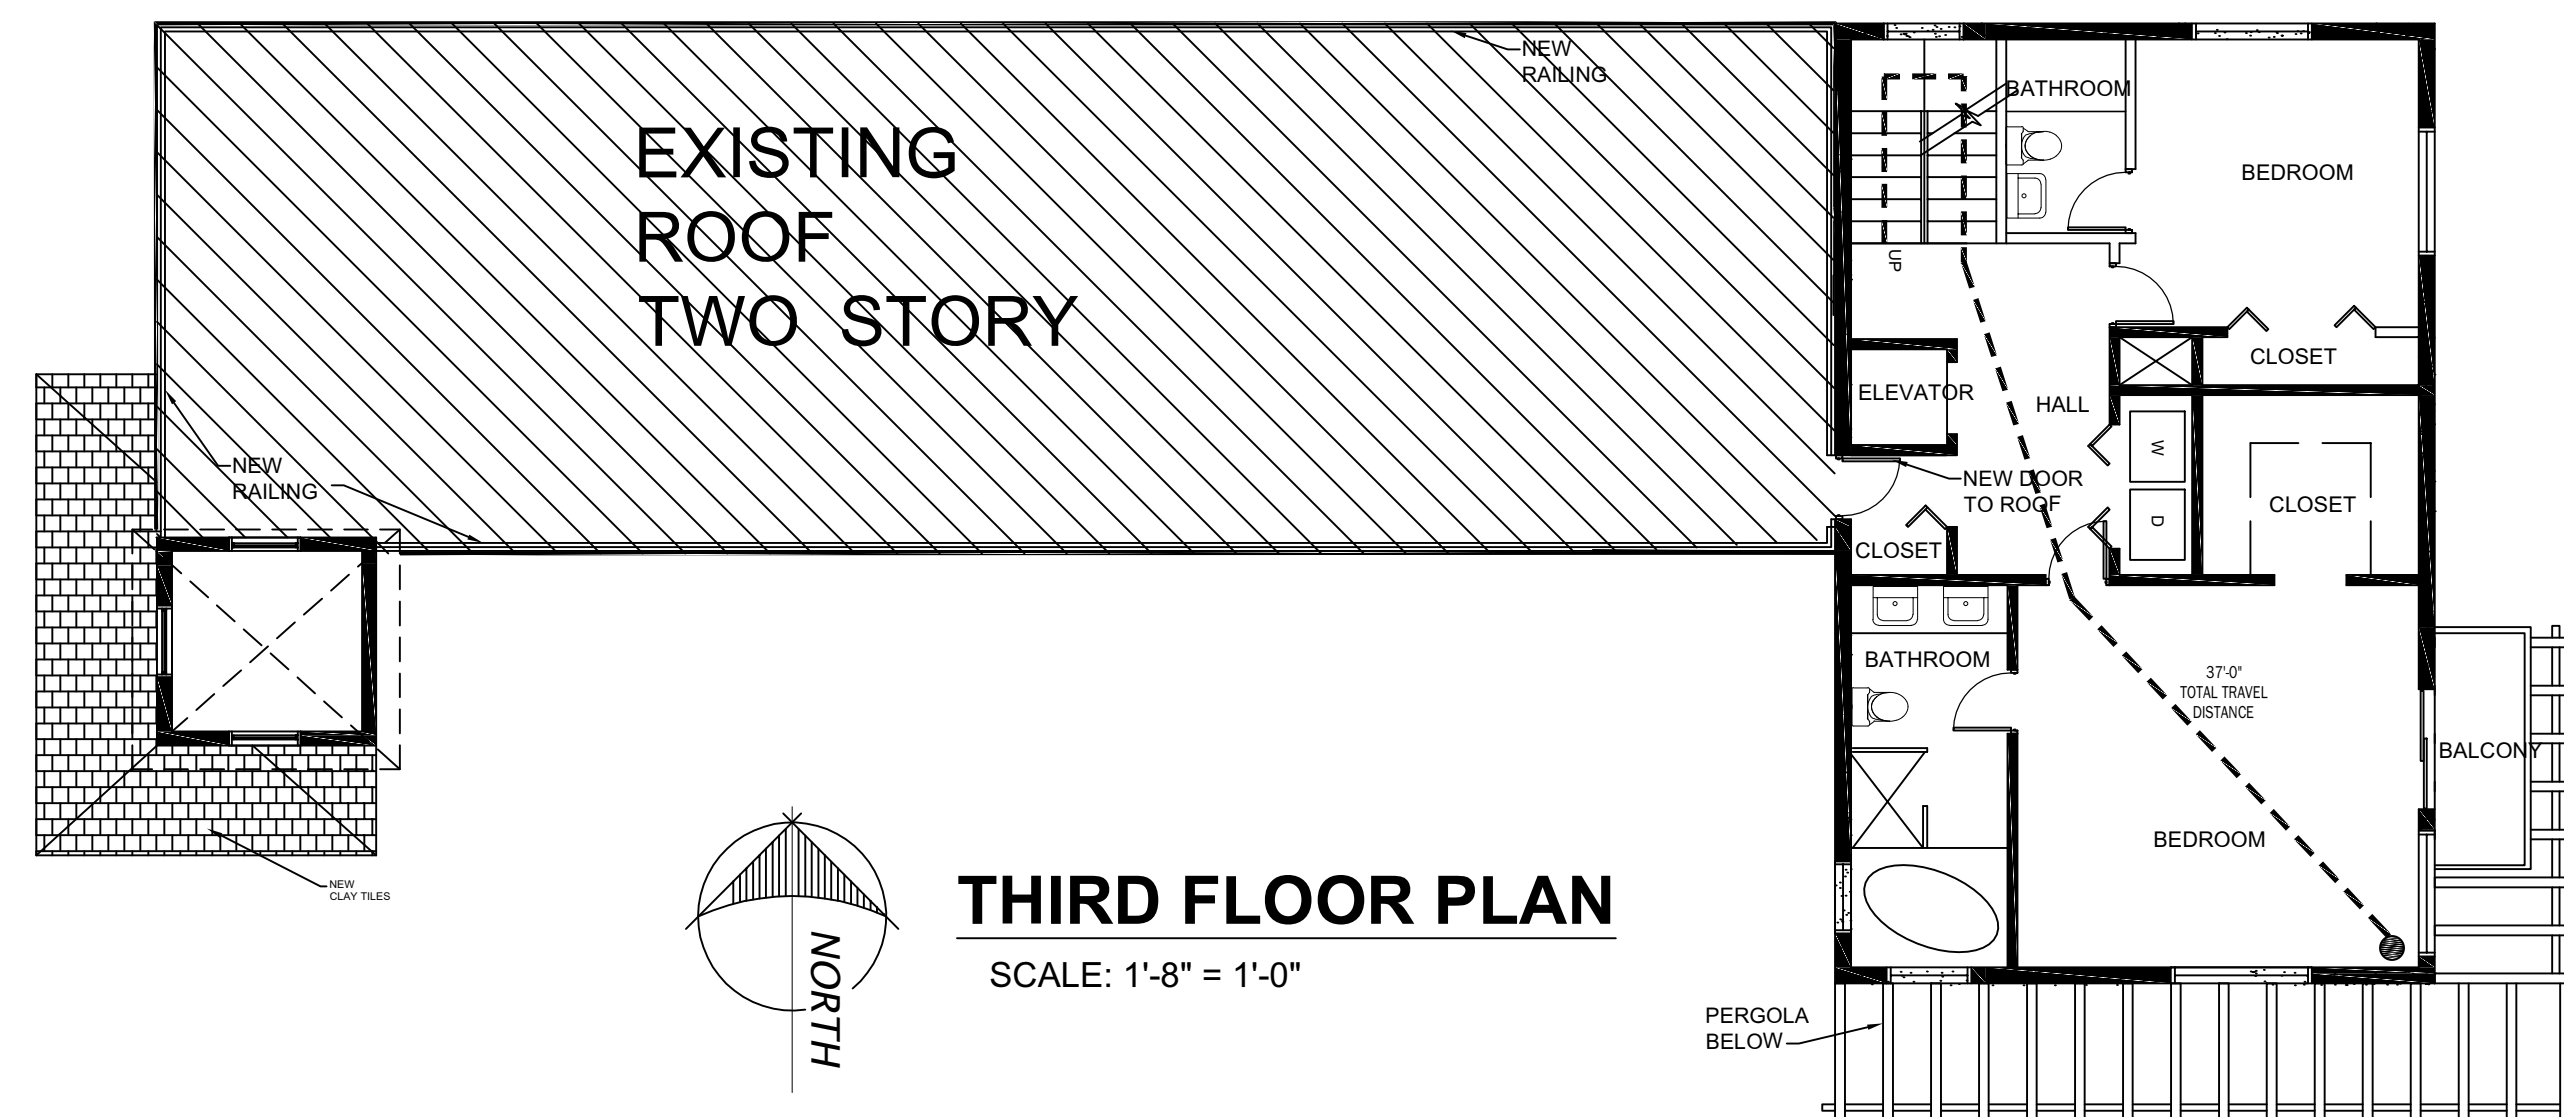 NEW
RAILING
EXISTING
ROOF
TWO STORY
BATHROOM
BEDROOM
UP
CLOSET
ELEVATOR
HALL
W
NEW
RAILING
NEW DOOR
TO ROOF
CLOSET
D
CLOSET
BATHROOM
37'-0"
TOTAL TRAVEL
DISTANCE
BALCONY
BEDROOM
NEW
CLAY TILES
THIRD FLOOR PLAN
SCALE: 1'-8" = 1'-0"
NORTH
PERGOLA
BELOW